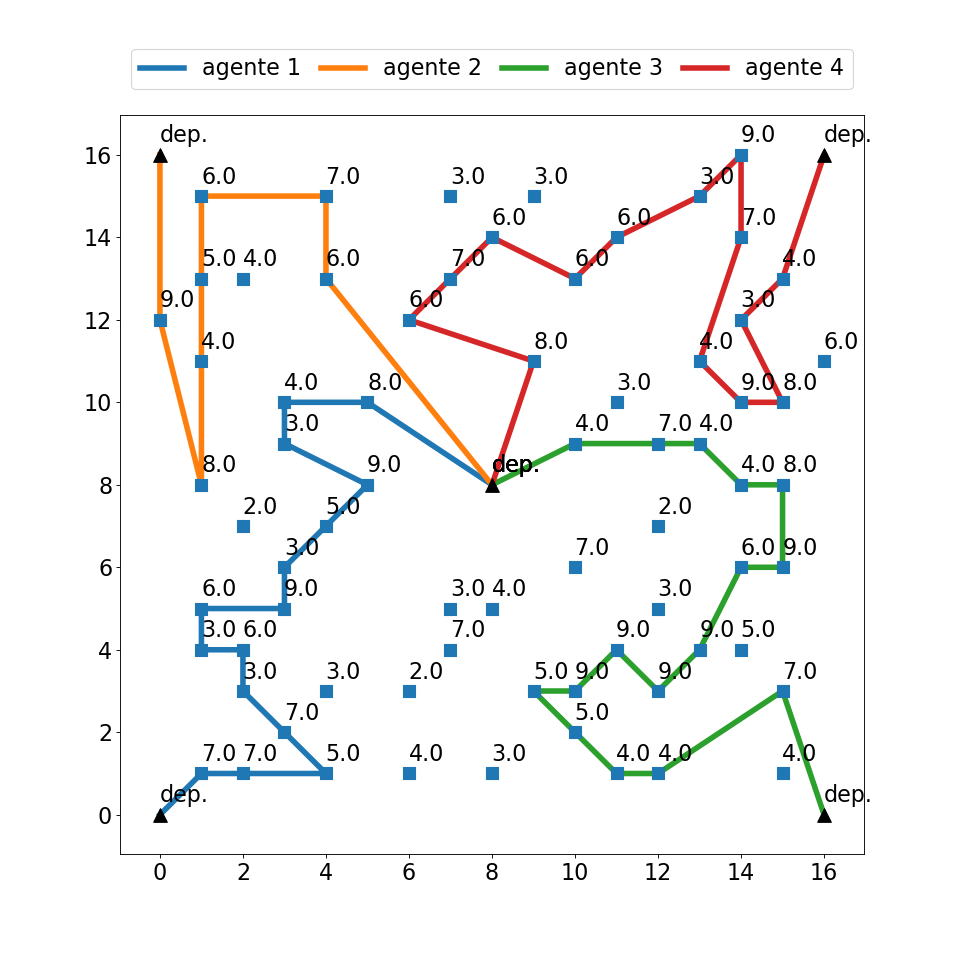 agente 1 agente 2 agente 3 agente 4
9.0
dep. dep.
16
6.0 7.0 3.0 3.0 3.0
6.0 6.0 7.0
14
5.0 4.0 6.0 7.0 6.0 4.0
9.0 6.0 3.0
12
4.0 8.0 4.0 6.0
4.0 8.0 3.0 9.0 8.0
10
3.0 4.0 7.0 4.0
8.0 9.0 dep. dep. 4.0 8.0
8
2.0 5.0 2.0
3.0 7.0 6.0 9.0
6
6.0 9.0 3.0 4.0 3.0
3.0 6.0 7.0 9.0 9.0 5.0
4
3.0 3.0 2.0 5.0 9.0 9.0 7.0
7.0 5.0
2
7.0 7.0 5.0 4.0 3.0 4.0 4.0 4.0
dep. dep.
0
0 2 4 6 8 10 12 14 16